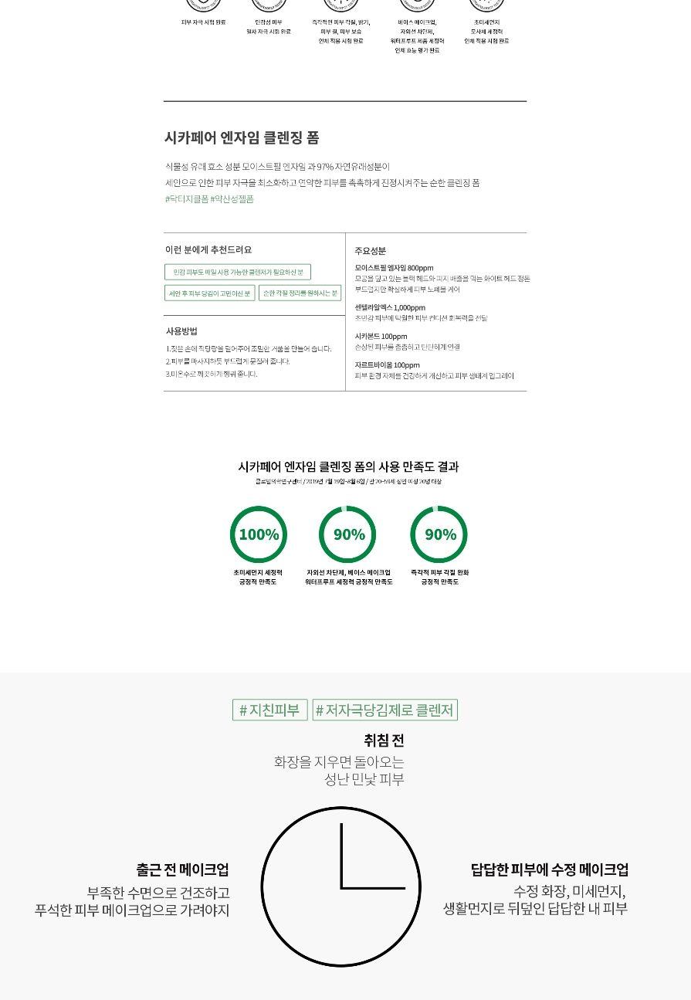 피부 자극 시험 완료
민감성 피부
일차 자극 시험 완료
즉각적인 피부 각질, 밝기,
피부 결, 피부 보습
인체 적용 시험 완료
베이스 메이크업,
자외선 차단제,
워터프루프 제품 세정력
인체 효능 평가 완료
초미세먼지
모사체 세정력
인체 적용 시험 완료
시카페어 엔자임 클렌징 폼
식물성 유래 효소 성분 모이스트필 엔자임 과 97% 자연유래성분이
세안으로 인한 피부 자극을 최소화하고 연약한 피부를 촉촉하게 진정시켜주는 순한 클렌징 폼
#닥터지클폼 #약산성젤폼
이런 분에게 추천드려요
민감 피부도 매일 사용 가능한 클렌저가 필요하신 분
세안 후 피부 당김이 고민이신 분
순한 각질 정리를 원하시는 분
사용방법
1.젖은 손에 적당량을 덜어주어 조밀한 거품을 만들어 줍니다.
2.피부를 마사지하듯 부드럽게 문질러 줍니다.
3.미온수로 깨끗하게 헹궈 줍니다.
주요성분
모이스트필 엠자임 800ppm
모공을 덮고 있는 블랙 헤드와 피지 배출을 막는 화이트 헤드 정돈
부드럽지만 확실하게 피부 노폐물 케어
센텔라알엑스 1,000ppm
초민감 피부에 탁월한 피부 컨디션 회복력을 전달
시카본드 100ppm
손상된 피부를 촘촘하고 탄탄하게 연결
자르트바이옴 100ppm
피부 환경 자체를 건강하게 개선하고 피부 생태계 업그레이
시카페어 엔자임 클렌징 폼의 사용 만족도 결과
글로벌의학연구센터 / 2019년 7월 19일~8월 6일 / 만 20~59세 성인 여성 20명 대상
100%
90%
90%
초미세먼지 세정력
긍정적 만족도
자외선 차단제, 베이스 메이크업
워터프루프 세정력 긍정적 만족도
즉각적 피부 각질 완화
긍정적 만족도
# 지친피부
# 저자극당김제로 클렌저
취침 전
화장을 지우면 돌아오는
성난 민낯 피부
출근 전 메이크업
부족한 수면으로 건조하고
푸석한 피부 메이크업으로 가려야지
답답한 피부에 수정 메이크업
수정 화장, 미세먼지,
생활먼지로 뒤덮인 답답한 내 피부